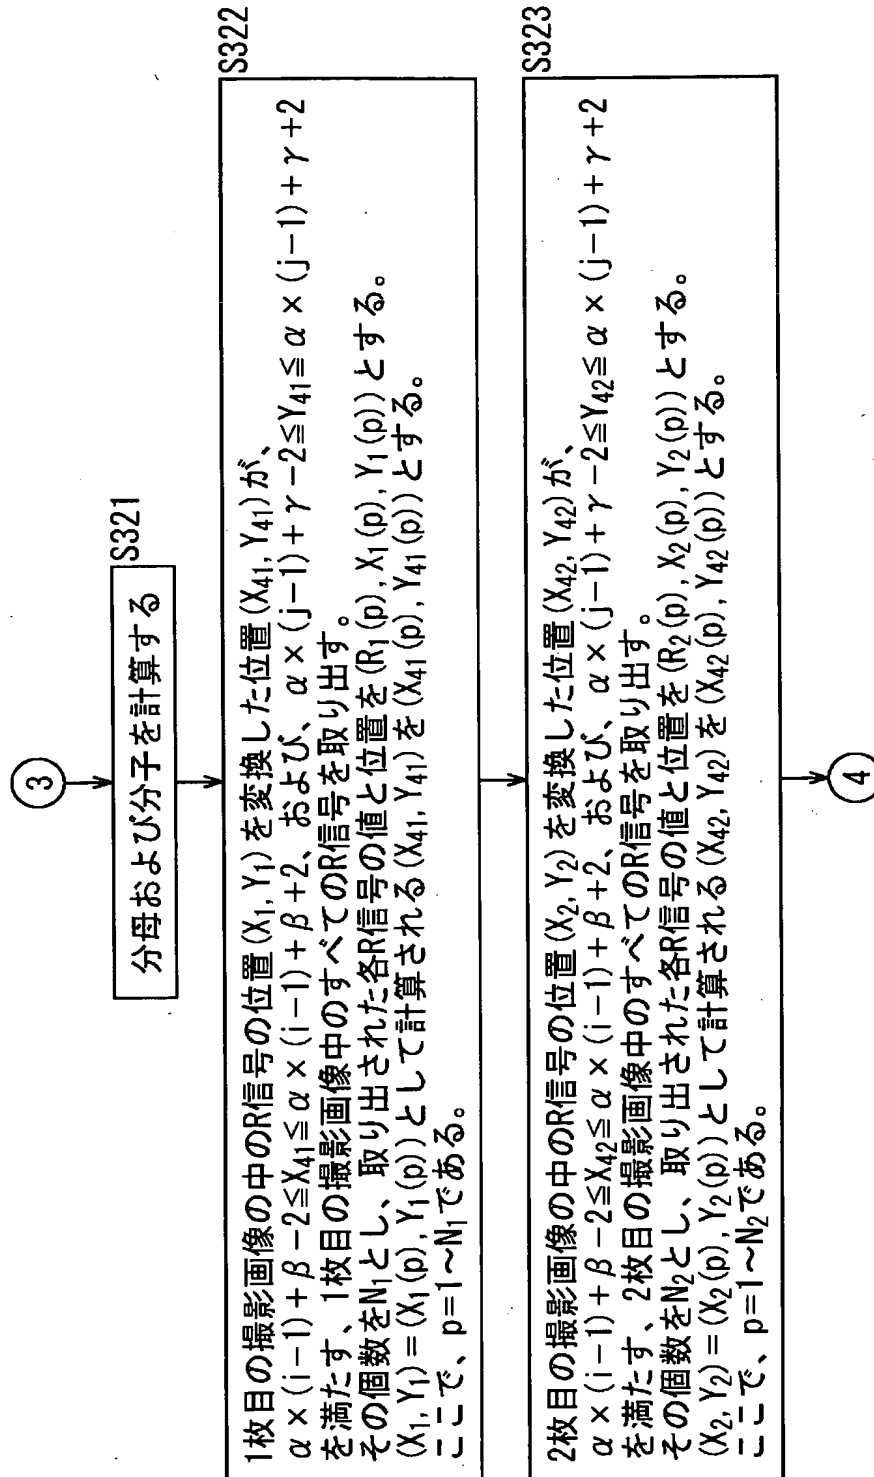 ③
S321
分母および分子を計算する
S322
1枚目の撮影画像の中のR信号の位置(X₁, Y₁)を変換した位置(X₄₁, Y₄₁)が、
α×(i−1)+β−2≦X₄₁≦α×(i−1)+β+2、および、α×(j−1)+γ−2≦Y₄₁≦α×(j−1)+γ+2
を満たす、1枚目の撮影画像中のすべてのR信号を取り出す。
その個数をN₁とし、取り出された各R信号の値と位置を(R₁(p), X₁(p), Y₁(p))とする。
(X₁, Y₁)=(X₁(p), Y₁(p))として計算される(X₄₁, Y₄₁)を(X₄₁(p), Y₄₁(p))とする。
ここで、p=1～N₁である。
S323
2枚目の撮影画像の中のR信号の位置(X₂, Y₂)を変換した位置(X₄₂, Y₄₂)が、
α×(i−1)+β−2≦X₄₂≦α×(i−1)+β+2、および、α×(j−1)+γ−2≦Y₄₂≦α×(j−1)+γ+2
を満たす、2枚目の撮影画像中のすべてのR信号を取り出す。
その個数をN₂とし、取り出された各R信号の値と位置を(R₂(p), X₂(p), Y₂(p))とする。
(X₂, Y₂)=(X₂(p), Y₂(p))として計算される(X₄₂, Y₄₂)を(X₄₂(p), Y₄₂(p))とする。
ここで、p=1～N₂である。
④